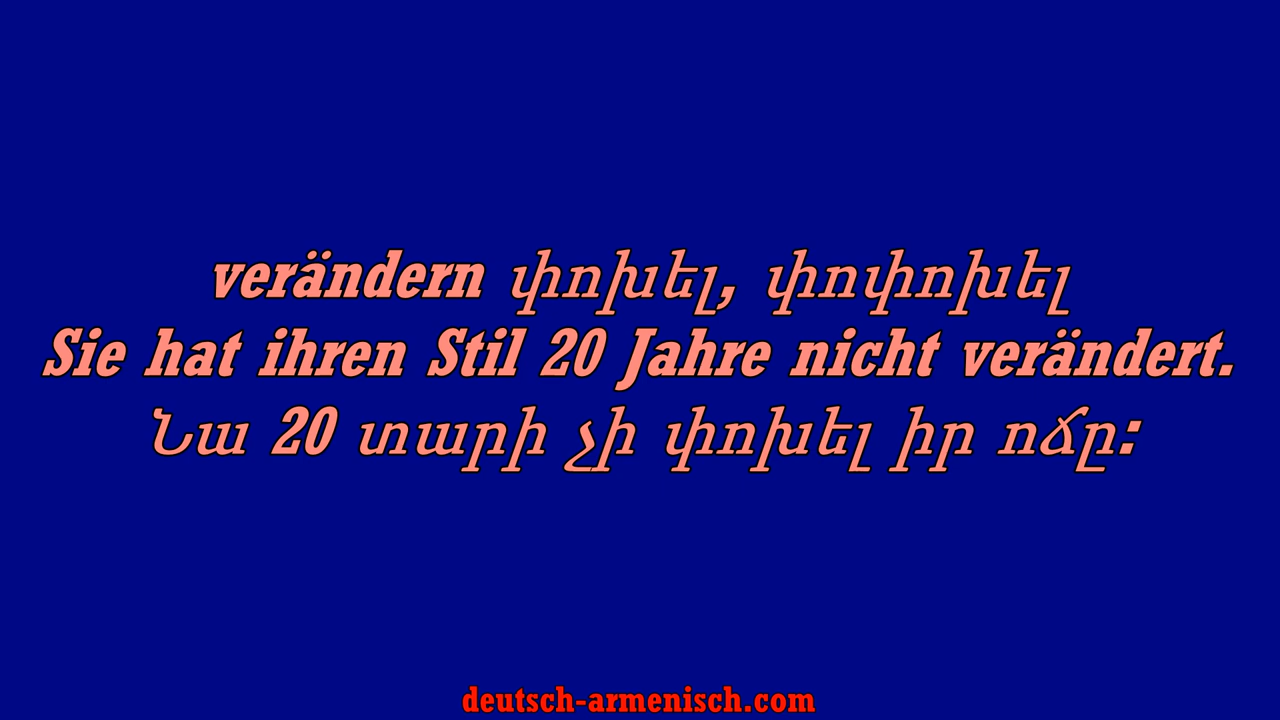 verändern փոխել, փոփոխել
Sie hat ihren Stil 20 Jahre nicht verändert.
Նա 20 տարի չի փոխել իր ոճը:
deutsch-armenisch.com